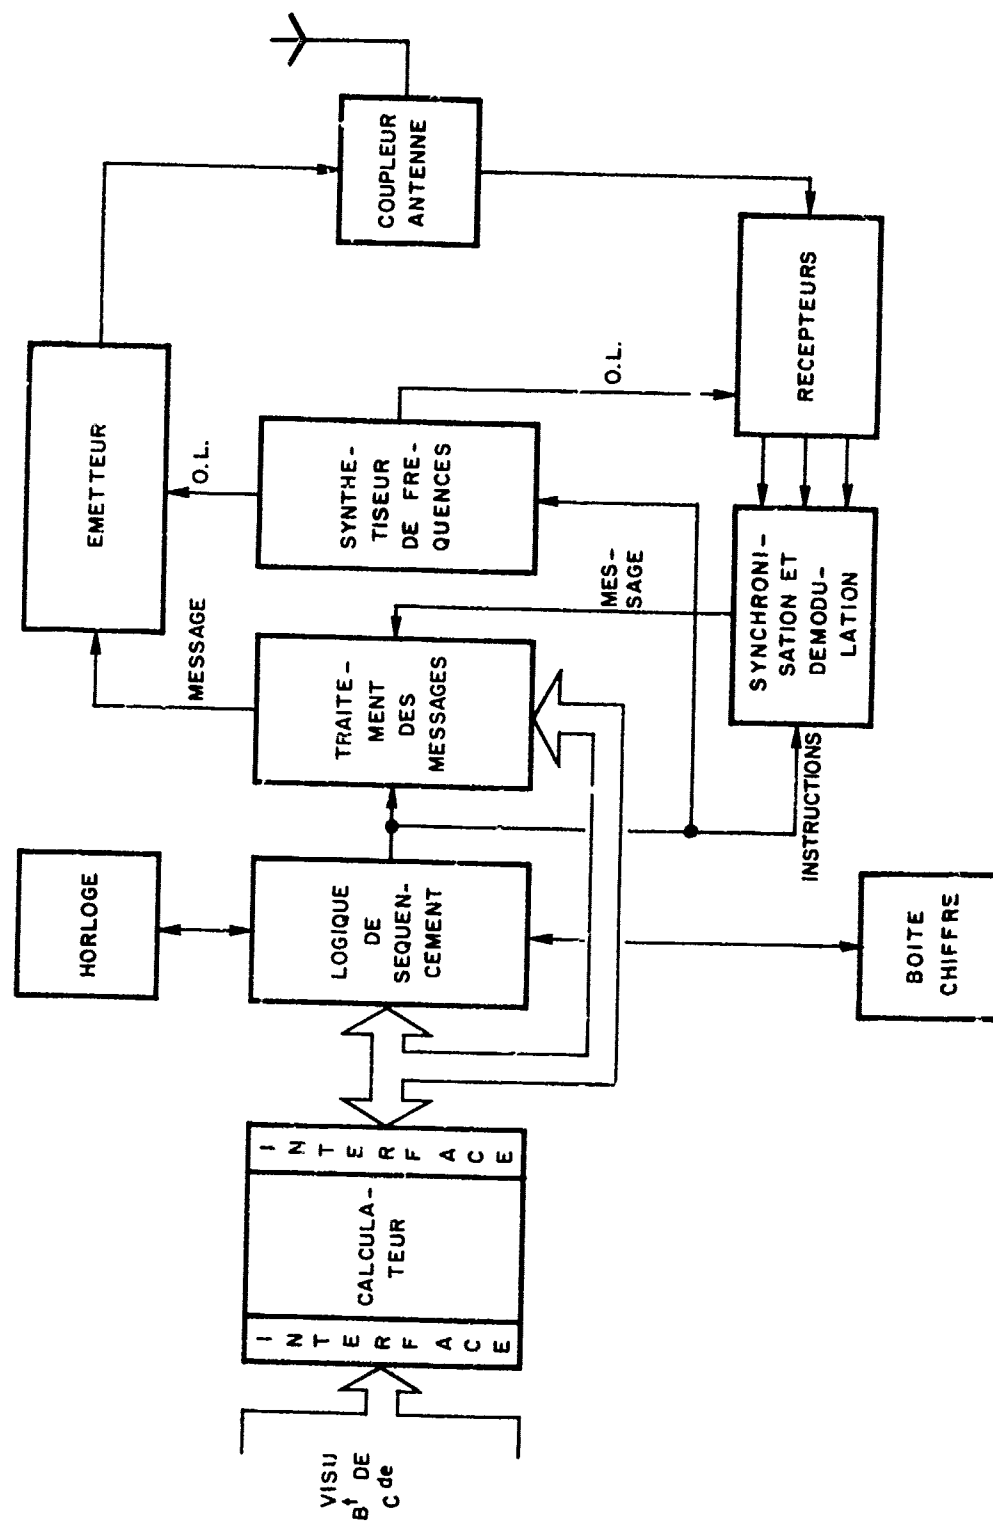 VISU
Bt DE
C de
INTERFACE
CALCULA-
TEUR
INTERFACE
HORLOGE
LOGIQUE
DE
SEQUEN-
CEMENT
BOITE
CHIFFRE
TRAITE-
MENT
DES
MESSAGES
MESSAGE
EMETTEUR
O.L.
SYNTHE-
TISEUR
DE FRE-
QUENCES
O.L.
MES-
SAGE
INSTRUCTIONS
SYNCHRONI-
SATION ET
DEMODU-
LATION
RECEPTEURS
COUPLEUR
ANTENNE